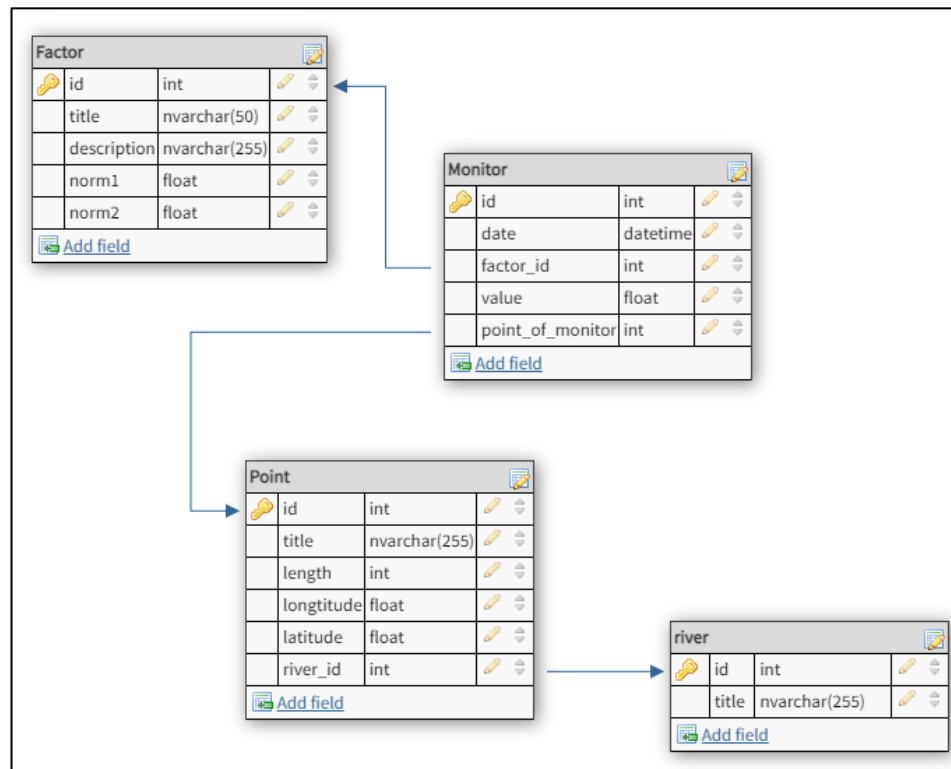 Factor
id int
title nvarchar(50)
description nvarchar(255)
norm1 float
norm2 float
Add field
Monitor
id int
date datetime
factor_id int
value float
point_of_monitor int
Add field
Point
id int
title nvarchar(255)
length int
longtitude float
latitude float
river_id int
Add field
river
id int
title nvarchar(255)
Add field